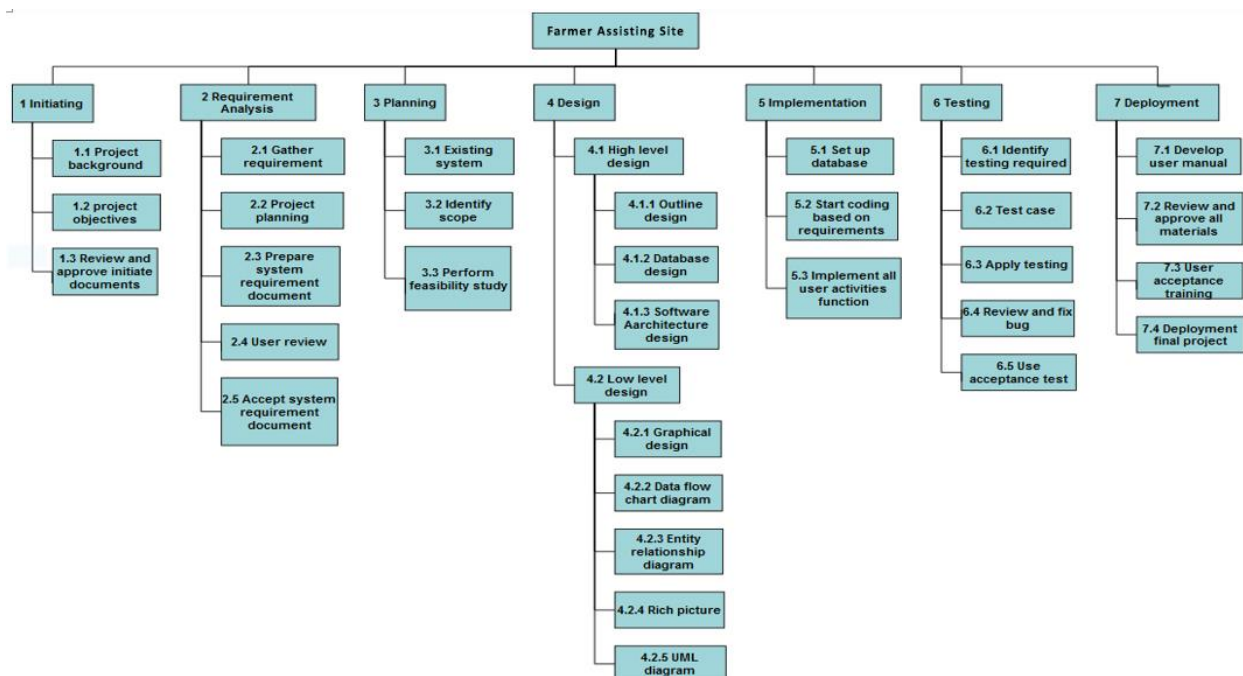 Farmer Assisting Site
1 Initiating
1.1 Project
background
1.2 project
objectives
1.3 Review and
approve initiate
documents
2 Requirement
Analysis
2.1 Gather
requirement
2.2 Project
planning
2.3 Prepare
system
requirement
document
2.4 User review
2.5 Accept system
requirement
document
3 Planning
3.1 Existing
system
3.2 Identify
scope
3.3 Perform
feasibility study
4 Design
4.1 High level
design
4.1.1 Outline
design
4.1.2 Database
design
4.1.3 Software
Aarchitecture
design
4.2 Low level
design
4.2.1 Graphical
design
4.2.2 Data flow
chart diagram
4.2.3 Entity
relationship
diagram
4.2.4 Rich picture
4.2.5 UML
diagram
5 Implementation
5.1 Set up
database
5.2 Start coding
based on
requirements
5.3 Implement all
user activities
function
6 Testing
6.1 Identify
testing required
6.2 Test case
6.3 Apply testing
6.4 Review and fix
bug
6.5 Use
acceptance test
7 Deployment
7.1 Develop
user manual
7.2 Review and
approve all
materials
7.3 User
acceptance
training
7.4 Deployment
final project